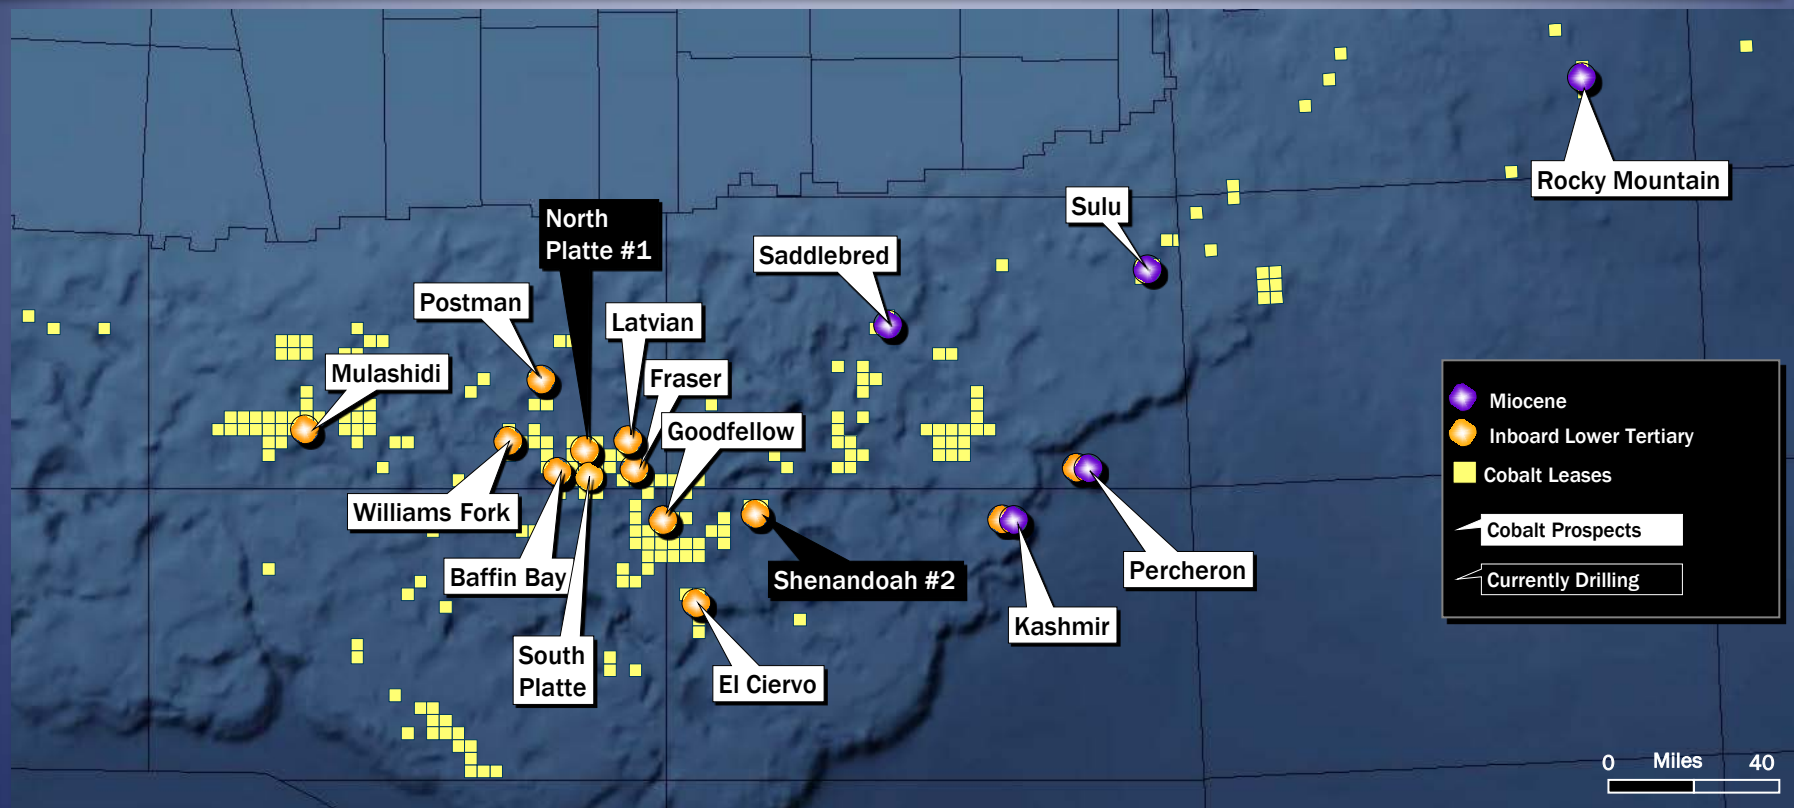 Rocky Mountain
Sulu
North
Platte #1
Saddlebred
Postman
Latvian
Mulashidi
Fraser
Goodfellow
Williams Fork
Baffin Bay
Shenandoah #2
Percheron
Kashmir
South
Platte
El Ciervo
Miocene
Inboard Lower Tertiary
Cobalt Leases
Cobalt Prospects
Currently Drilling
0 Miles 40